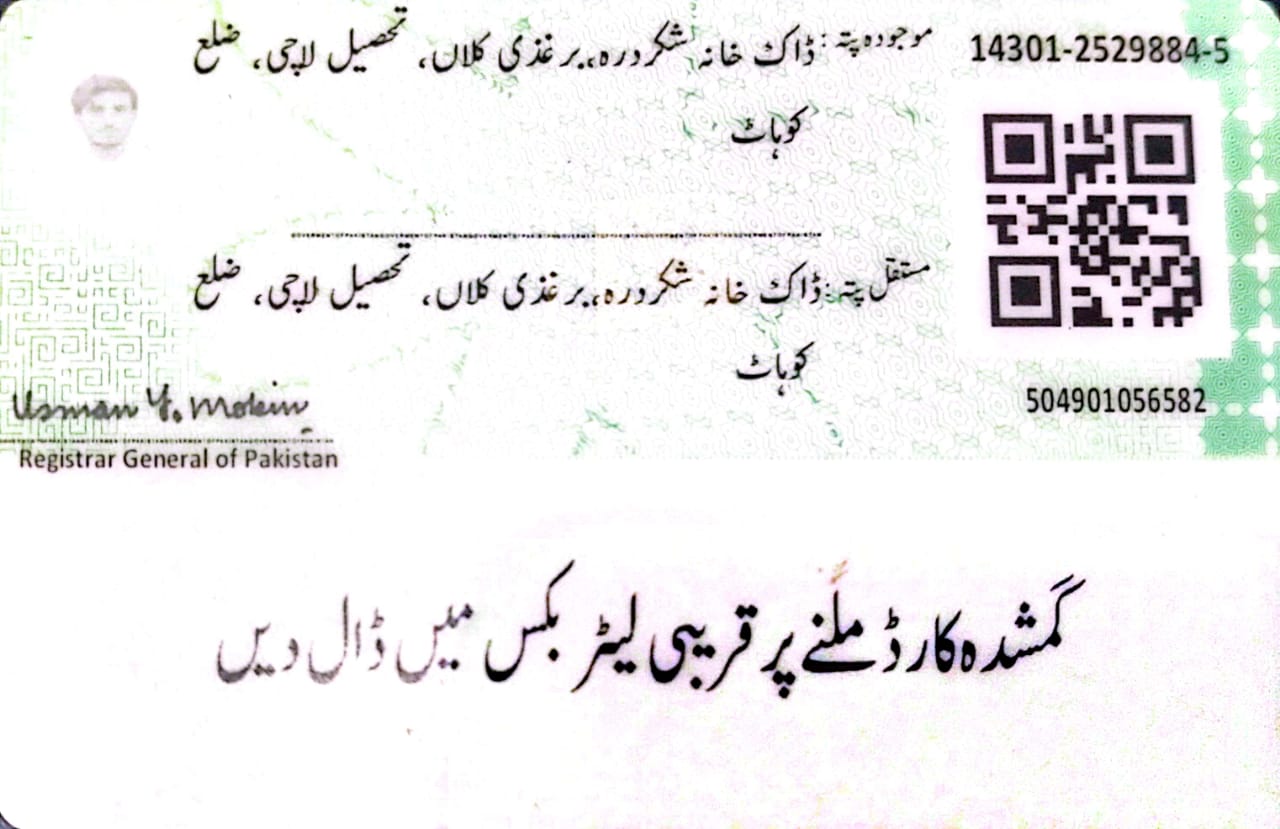 موجودہ پتہ: ڈاک خانہ شکردرہ، برغذی کلاں، تحصیل لاچی، ضلع
کوہاٹ
14301-2529884-5
مستقل پتہ: ڈاک خانہ شکردرہ، برغذی کلاں، تحصیل لاچی، ضلع
کوہاٹ
504901056582
Usman Y. Mobin
Registrar General of Pakistan
گمشدہ کارڈ ملنے پر قریبی لیٹر بکس میں ڈال دیں